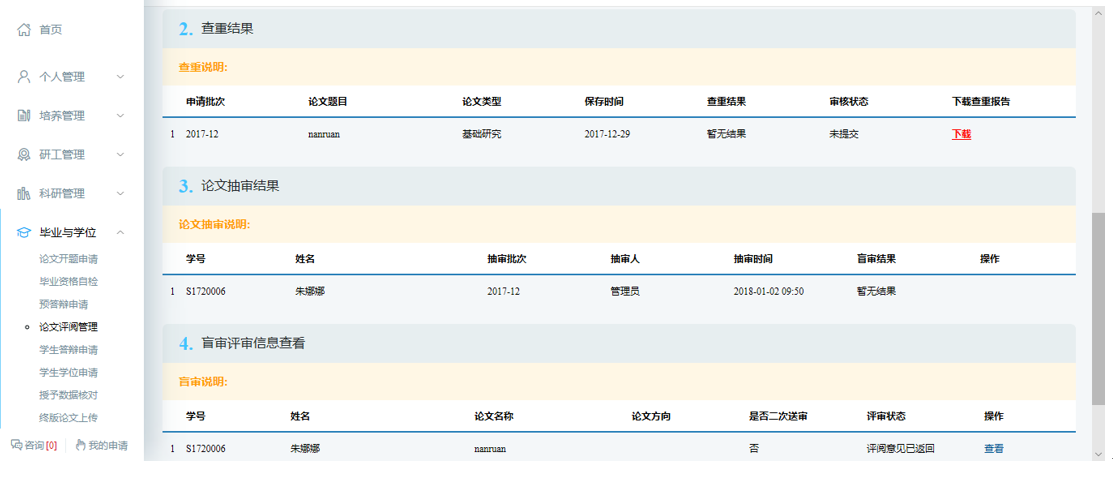 首页
个人管理
培养管理
研工管理
科研管理
毕业与学位
论文开题申请
毕业资格自检
预答辩申请
论文评阅管理
学生答辩申请
学生学位申请
授予数据核对
终版论文上传
咨询[0] 我的申请
2. 查重结果
查重说明:
申请批次 论文题目 论文类型 保存时间 查重结果 审核状态 下载查重报告
1 2017-12 nanruan 基础研究 2017-12-29 暂无结果 未提交 下载
3. 论文抽审结果
论文抽审说明:
学号 姓名 抽审批次 抽审人 抽审时间 盲审结果 操作
1 S1720006 朱娜娜 2017-12 管理员 2018-01-02 09:50 暂无结果
4. 盲审评审信息查看
盲审说明:
学号 姓名 论文名称 论文方向 是否二次送审 评审状态 操作
1 S1720006 朱娜娜 nanruan 否 评阅意见已返回 查看